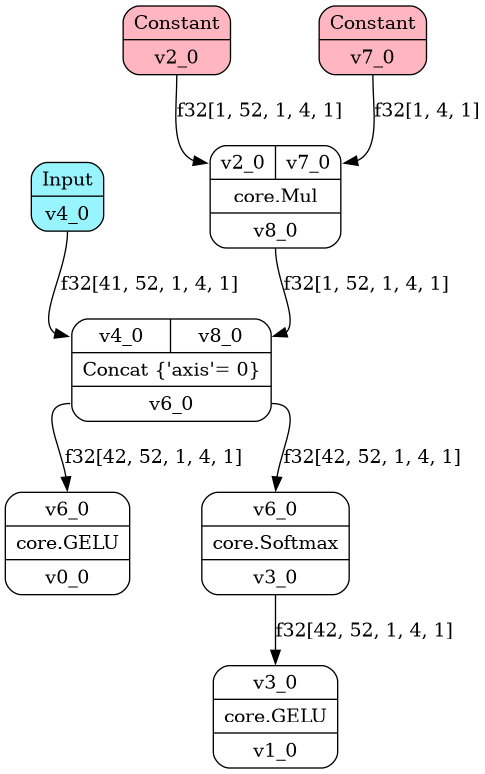 Constant
v2_0
Constant
v7_0
f32[1, 52, 1, 4, 1]
f32[1, 4, 1]
Input
v4_0
v2_0
v7_0
core.Mul
v8_0
f32[41, 52, 1, 4, 1]
f32[1, 52, 1, 4, 1]
v4_0
v8_0
Concat {'axis'= 0}
v6_0
f32[42, 52, 1, 4, 1]
f32[42, 52, 1, 4, 1]
v6_0
core.GELU
v0_0
v6_0
core.Softmax
v3_0
f32[42, 52, 1, 4, 1]
v3_0
core.GELU
v1_0